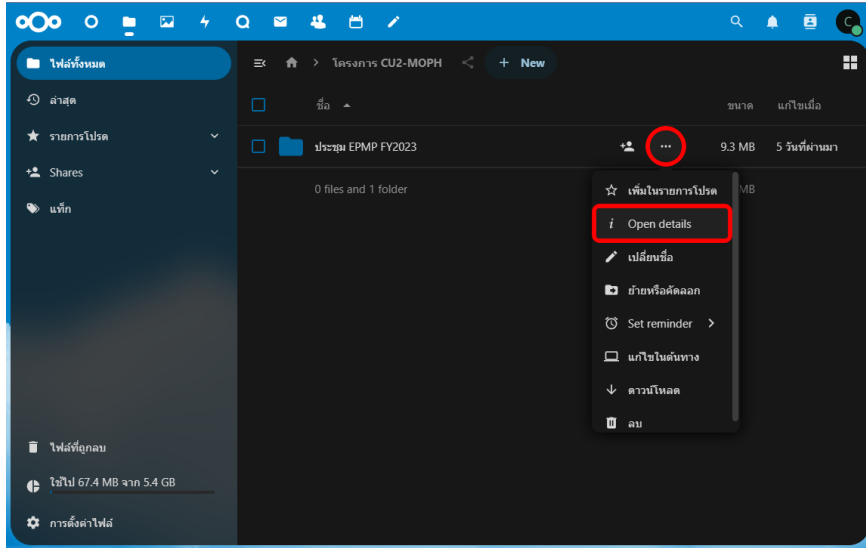 ไฟล์ทั้งหมด
ล่าสุด
รายการโปรด
Shares
แท็ก
ไฟล์ที่ถูกลบ
ใช้ไป 67.4 MB จาก 5.4 GB
การตั้งค่าไฟล์
โครงการ CU2-MOPH
+ New
ชื่อ ขนาด แก้ไขเมื่อ
ประชุม EPMP FY2023 9.3 MB 5 วันที่ผ่านมา
0 files and 1 folder MB
เพิ่มในรายการโปรด
Open details
เปลี่ยนชื่อ
ย้ายหรือคัดลอก
Set reminder
แก้ไขในต้นทาง
ดาวน์โหลด
ลบ
C